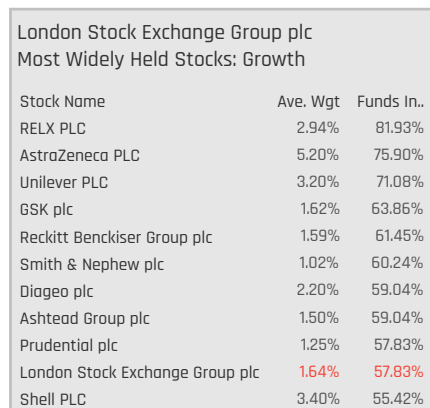 London Stock Exchange Group plc
Most Widely Held Stocks: Growth
Stock Name Ave. Wgt Funds In..
RELX PLC 2.94% 81.93%
AstraZeneca PLC 5.20% 75.90%
Unilever PLC 3.20% 71.08%
GSK plc 1.62% 63.86%
Reckitt Benckiser Group plc 1.59% 61.45%
Smith & Nephew plc 1.02% 60.24%
Diageo plc 2.20% 59.04%
Ashtead Group plc 1.50% 59.04%
Prudential plc 1.25% 57.83%
London Stock Exchange Group plc 1.64% 57.83%
Shell PLC 3.40% 55.42%